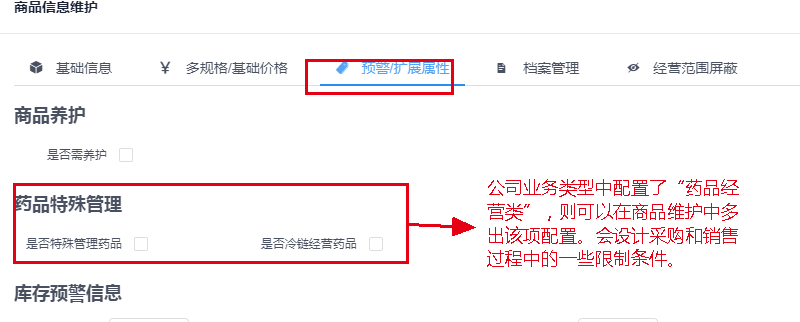 商品信息维护
基础信息 多规格/基础价格 预警/扩展属性 档案管理 经营范围屏蔽
商品养护
是否需养护
药品特殊管理
是否特殊管理药品 是否冷链经营药品
公司业务类型中配置了“药品经
营类”，则可以在商品维护中多
出该项配置。会设计采购和销售
过程中的一些限制条件。
库存预警信息